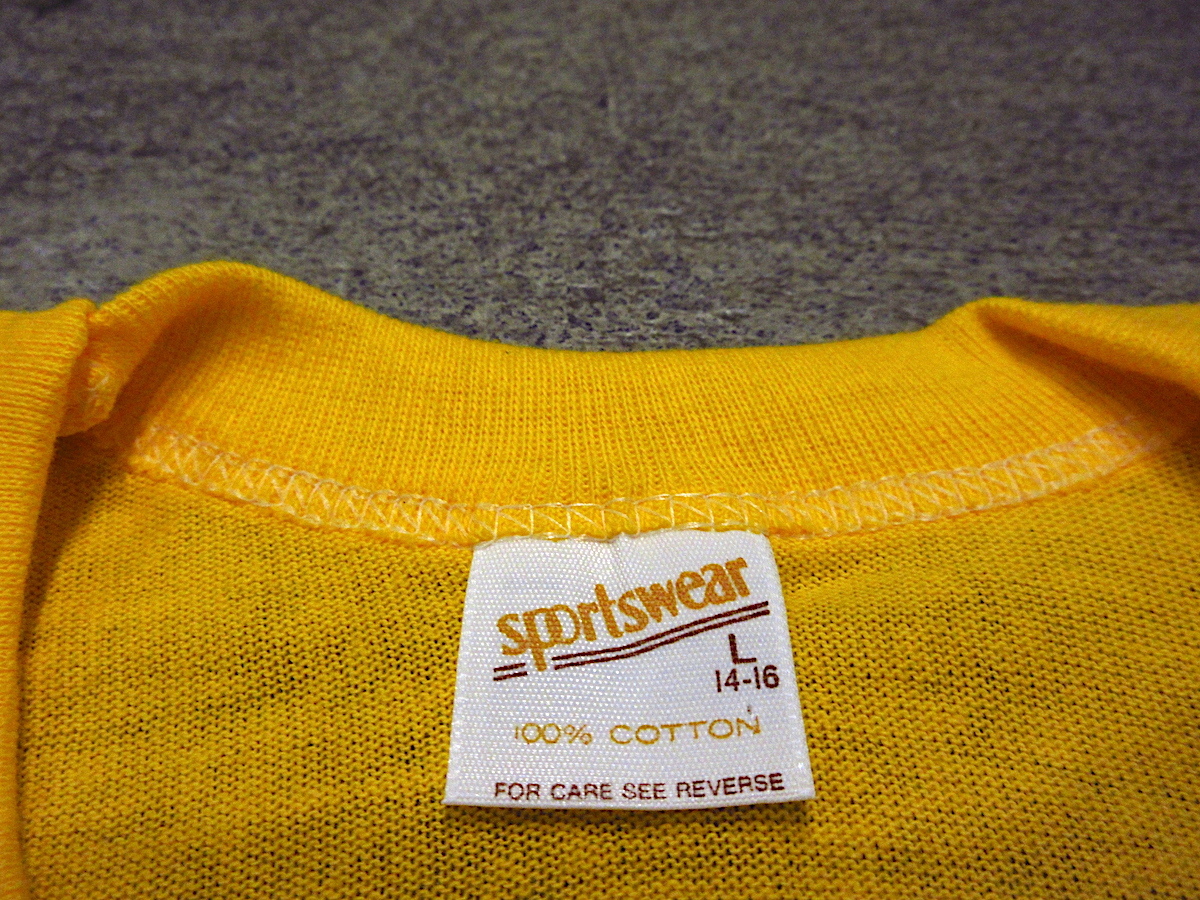 sportswear
L
14-16
100% COTTON
FOR CARE SEE REVERSE